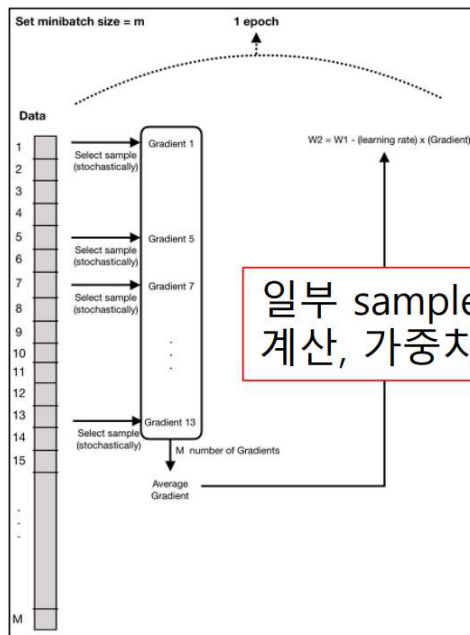 Set minibatch size = m
1 epoch
Data
1
2
3
4
5
6
7
8
9
10
11
12
13
14
15
.
.
.
M
Select sample
(stochastically)
Select sample
(stochastically)
Select sample
(stochastically)
Select sample
(stochastically)
Gradient 1
Gradient 5
Gradient 7
.
.
.
Gradient 13
M number of Gradients
Average
Gradient
W2 = W1 - (learning rate) x (Gradient)
일부 sample
계산, 가중치